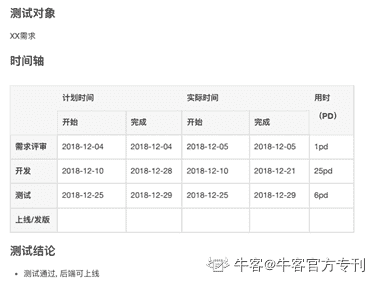 测试对象
XX需求
时间轴
计划时间 实际时间 用时
(PD)
开始 完成 开始 完成
需求评审 2018-12-04 2018-12-04 2018-12-05 2018-12-05 1pd
开发 2018-12-10 2018-12-28 2018-12-10 2018-12-21 25pd
测试 2018-12-25 2018-12-29 2018-12-25 2018-12-29 6pd
上线/发版
测试结论
• 测试通过, 后端可上线
牛客@牛客官方专刊